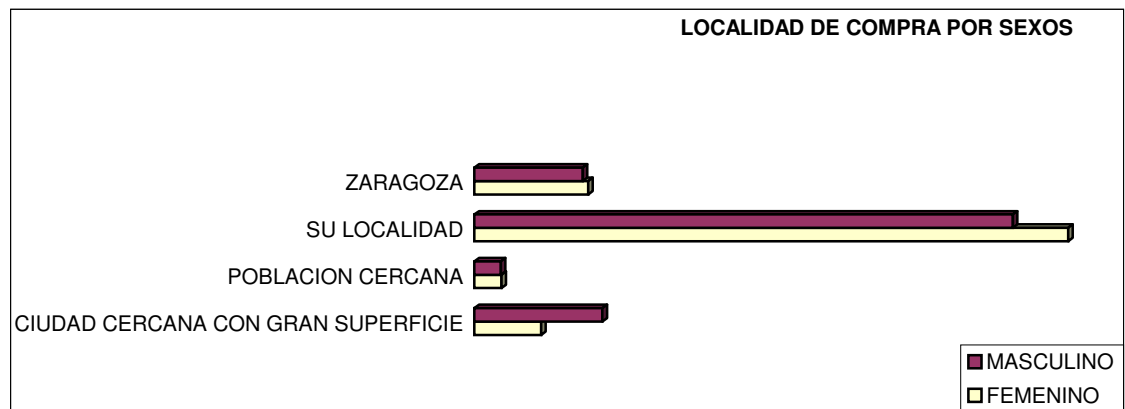 LOCALIDAD DE COMPRA POR SEXOS
ZARAGOZA
SU LOCALIDAD
POBLACION CERCANA
CIUDAD CERCANA CON GRAN SUPERFICIE
MASCULINO
FEMENINO